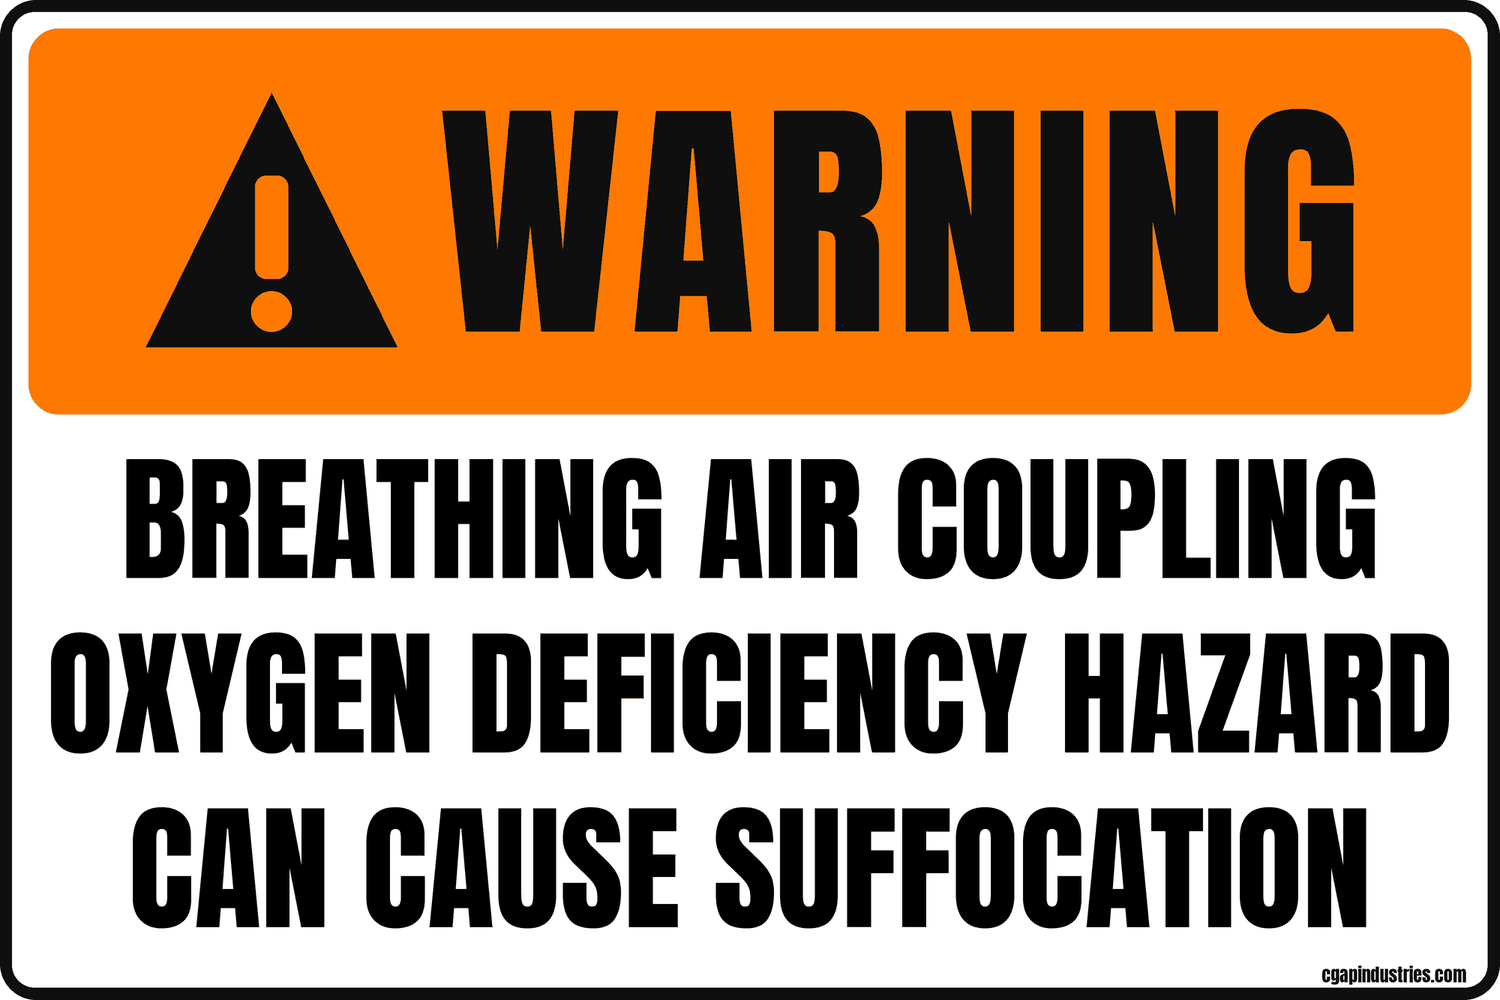 WARNING
BREATHING AIR COUPLING
OXYGEN DEFICIENCY HAZARD
CAN CAUSE SUFFOCATION
cgapindustries.com